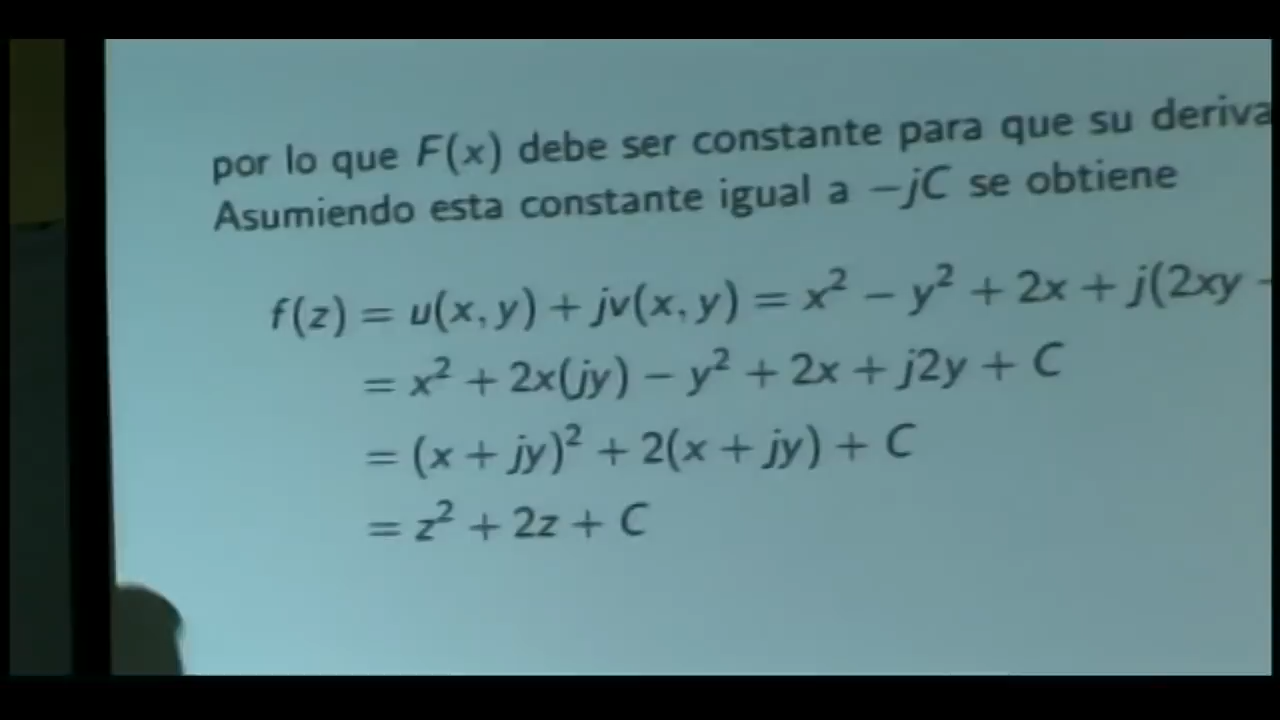 por lo que F(x) debe ser constante para que su
Asumiendo esta constante igual a −jC se obtiene
f(z) = u(x, y) + jv(x, y) = x² − y² + 2x + j(2xy
= x² + 2x(jy) − y² + 2x + j2y + C
= (x + jy)² + 2(x + jy) + C
= z² + 2z + C